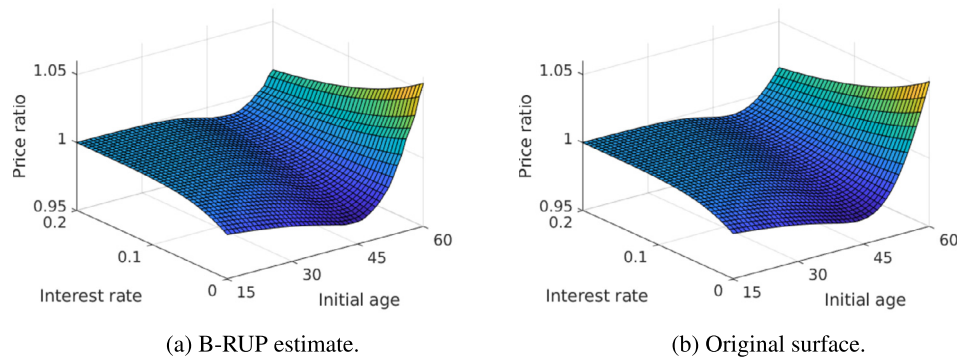 1.05
1
0.95
Price ratio
0.2
0.1
0
Interest rate
15
30
45
60
Initial age
(a) B-RUP estimate.
1.05
1
0.95
Price ratio
0.2
0.1
0
Interest rate
15
30
45
60
Initial age
(b) Original surface.